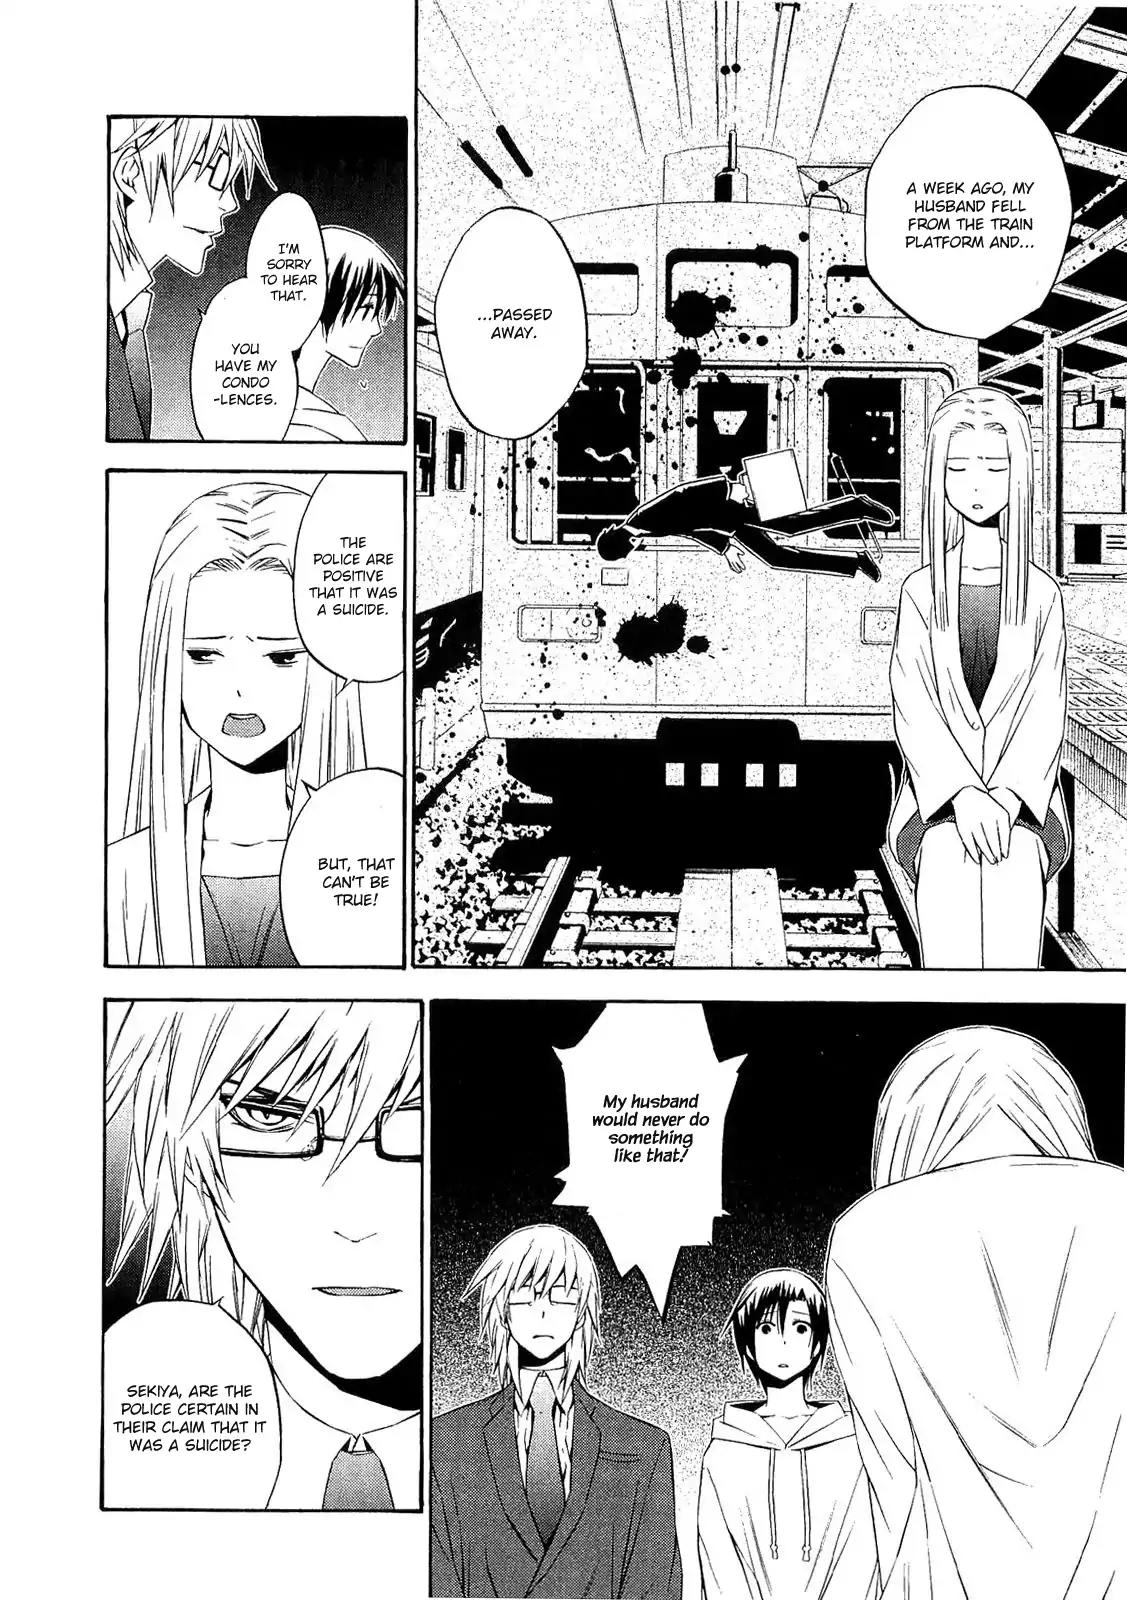 A WEEK AGO, MY
HUSBAND FELL
FROM THE TRAIN
PLATFORM AND...
...PASSED
AWAY.
I'M
SORRY
TO HEAR
THAT.
YOU
HAVE MY
CONDO
-LENCES.
THE
POLICE ARE
POSITIVE
THAT IT WAS
A SUICIDE.
BUT, THAT
CAN'T BE
TRUE!
My husband
would never do
something
like that!
SEKIYA, ARE THE
POLICE CERTAIN IN
THEIR CLAIM THAT IT
WAS A SUICIDE?